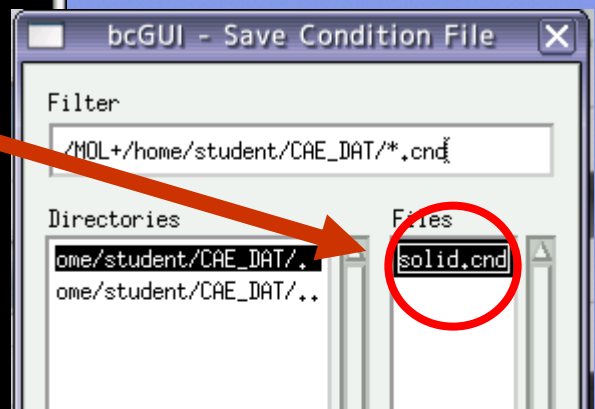 bcGUI - Save Condition File
Filter
/MOL+/home/student/CAE_DAT/*.cnd
Directories
Files
ome/student/CAE_DAT/.
solid.cnd
ome/student/CAE_DAT/..